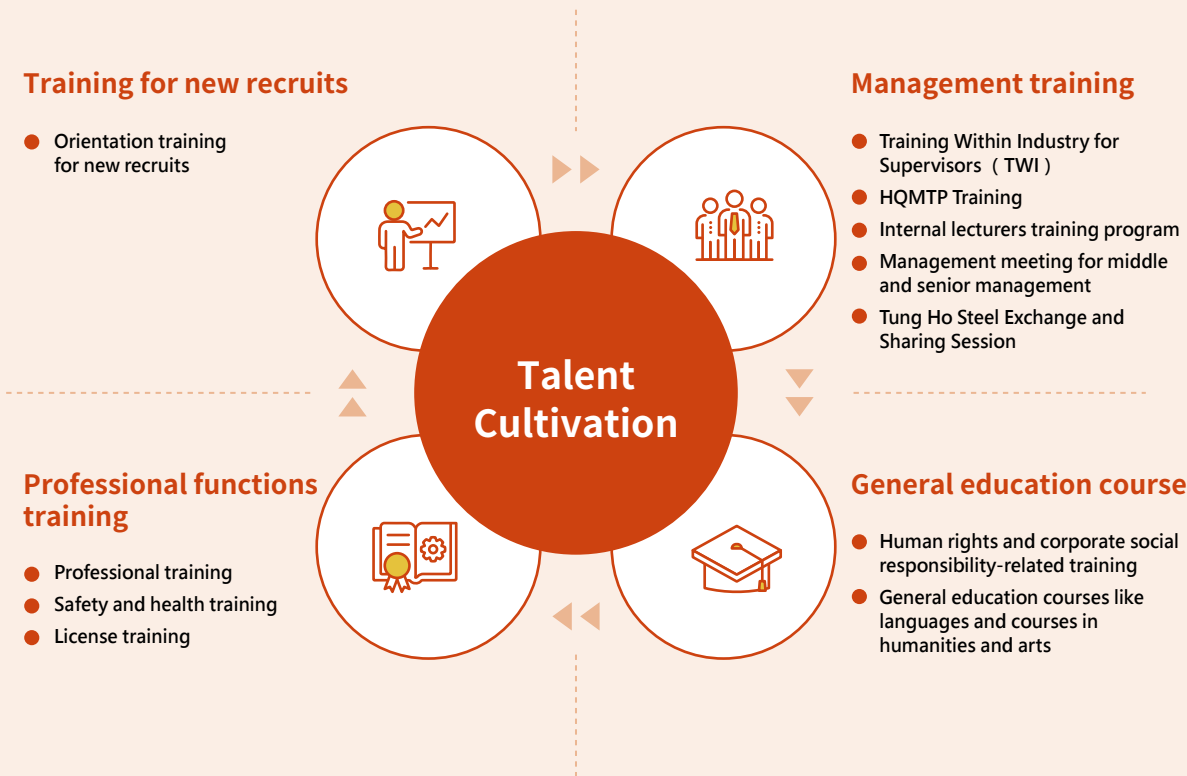 Training for new recruits
Orientation training
for new recruits
Management training
Training Within Industry for
Supervisors ( TWI )
HQMTP Training
Internal lecturers training program
Management meeting for middle
and senior management
Tung Ho Steel Exchange and
Sharing Session
Talent
Cultivation
Professional functions
training
Professional training
Safety and health training
License training
General education course
Human rights and corporate social
responsibility-related training
General education courses like
languages and courses in
humanities and arts